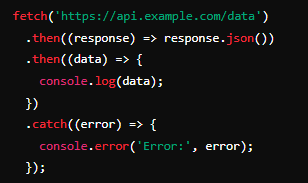 fetch('https://api.example.com/data')
  .then((response) => response.json())
  .then((data) => {
    console.log(data);
  })
  .catch((error) => {
    console.error('Error:', error);
  });